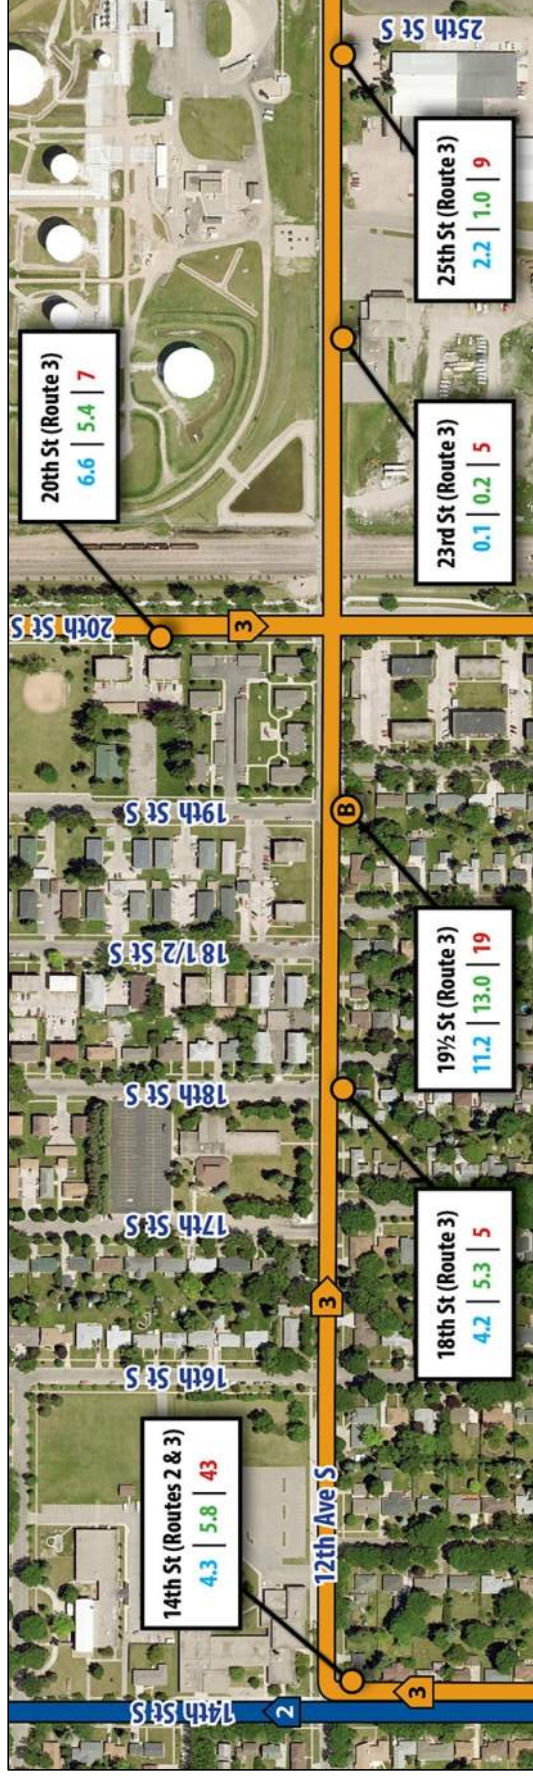 14th St S
2
3
14th St (Routes 2 & 3)
4.3 | 5.8 | 43
12th Ave S
16th St S
3
17th St S
18th St S
18th St (Route 3)
4.2 | 5.3 | 5
18 1/2 St S
19½ St (Route 3)
11.2 | 13.0 | 19
19th St S
B
20th St S
3
20th St (Route 3)
6.6 | 5.4 | 7
23rd St (Route 3)
0.1 | 0.2 | 5
25th St (Route 3)
2.2 | 1.0 | 9
25th St S